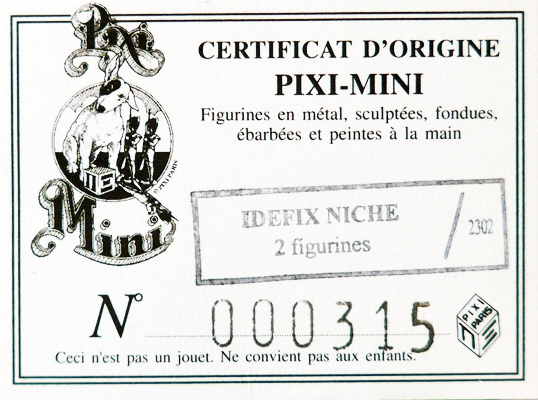 Pixi
Mini
© PIXI PARIS
CERTIFICAT D'ORIGINE
PIXI-MINI
Figurines en métal, sculptées, fondues,
ébarbées et peintes à la main
IDEFIX NICHE
2 figurines
/ 2302
N° 000315
PIXI
PARIS
Ceci n'est pas un jouet. Ne convient pas aux enfants.